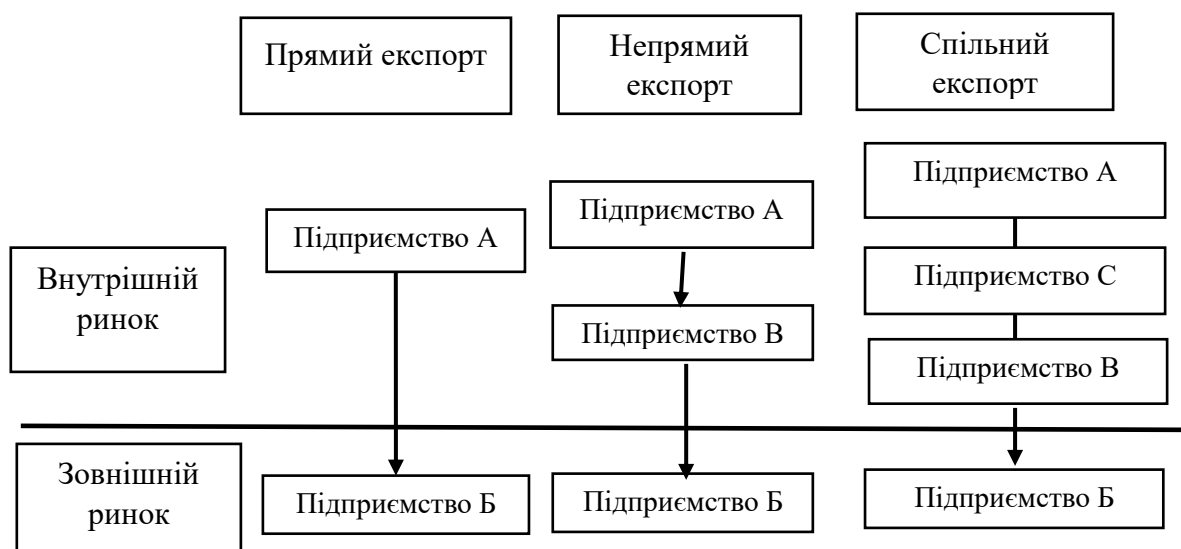 Прямий експорт
Непрямий
експорт
Спільний
експорт
Підприємство А
Підприємство А
Підприємство А
Внутрішній
ринок
Підприємство С
Підприємство В
Підприємство В
Зовнішній
ринок
Підприємство Б
Підприємство Б
Підприємство Б